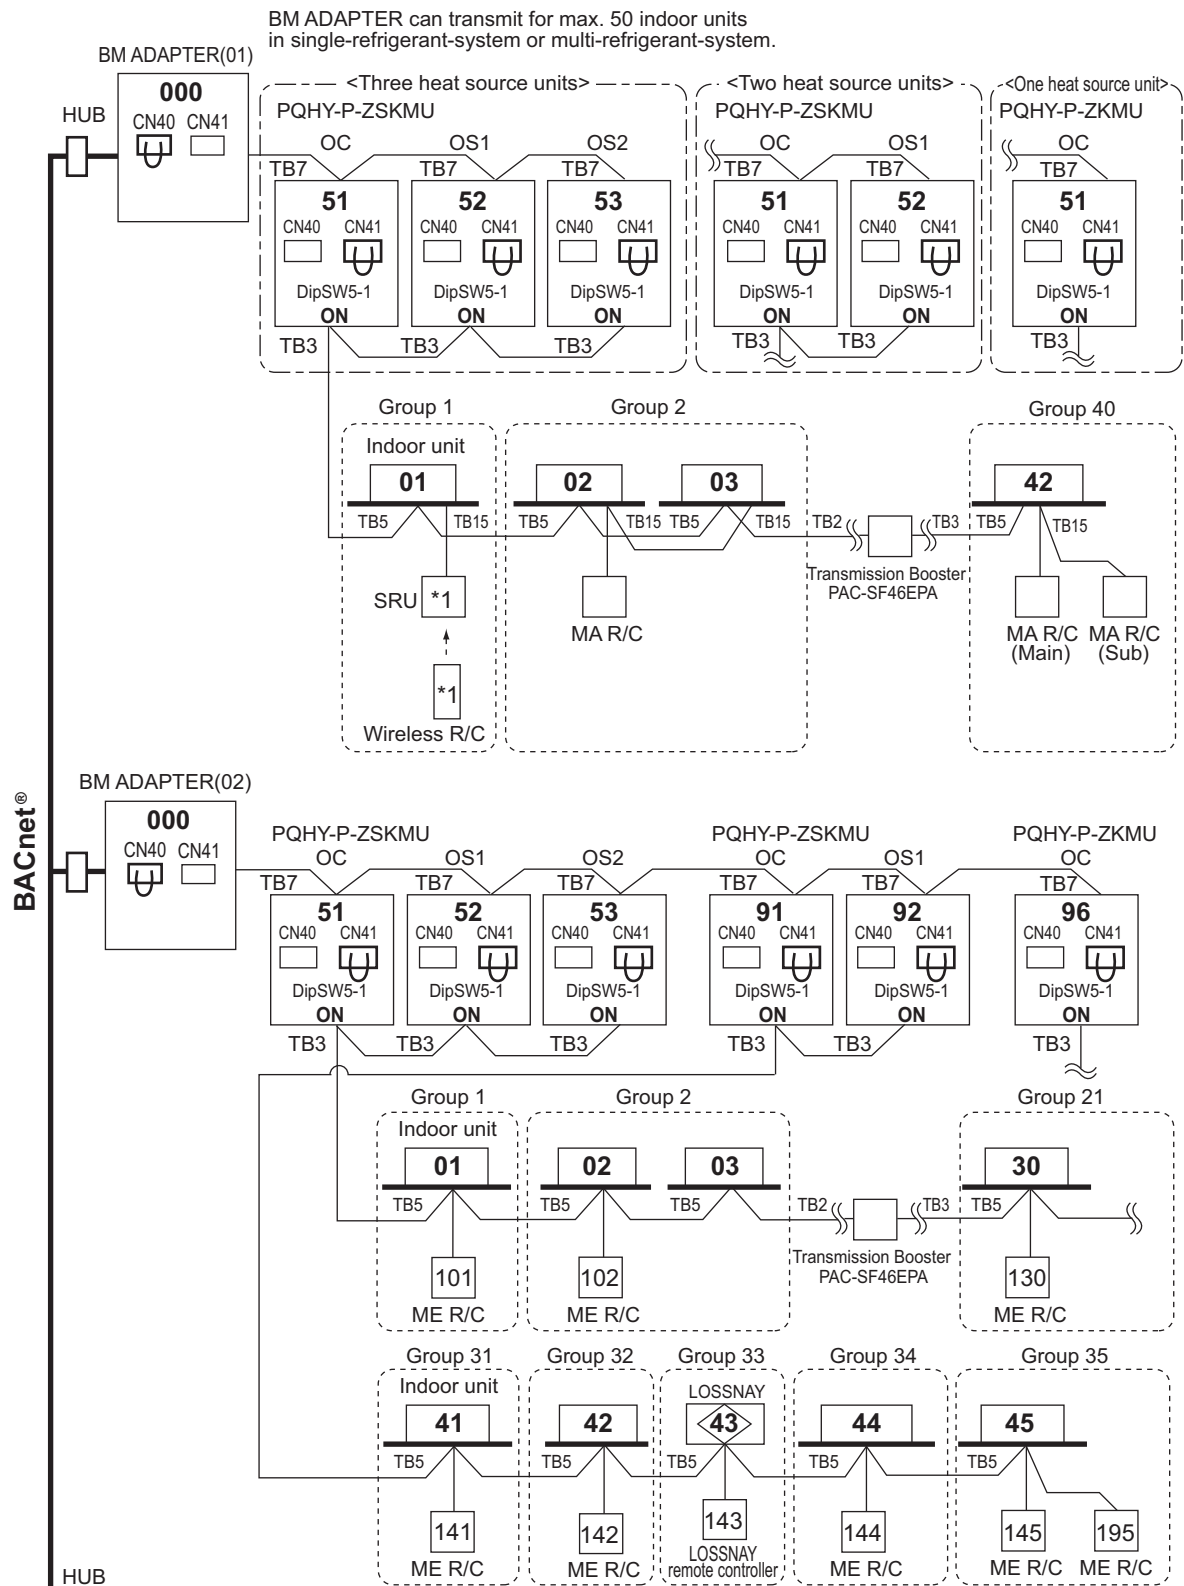 BM ADAPTER can transmit for max. 50 indoor units
in single-refrigerant-system or multi-refrigerant-system.
BM ADAPTER(01)
HUB
000
CN40 CN41
<Three heat source units>
PQHY-P-ZSKMU
OC OS1 OS2
TB7 TB7 TB7
51 52 53
CN40 CN41 CN40 CN41 CN40 CN41
DipSW5-1 DipSW5-1 DipSW5-1
ON ON ON
TB3 TB3 TB3
<Two heat source units>
PQHY-P-ZSKMU
OC OS1
TB7 TB7
51 52
CN40 CN41 CN40 CN41
DipSW5-1 DipSW5-1
ON ON
TB3 TB3
<One heat source unit>
PQHY-P-ZKMU
OC
TB7
51
CN40 CN41
DipSW5-1
ON
TB3
Group 1 Group 2 Group 40
Indoor unit
01 02 03 42
TB5 TB15 TB5 TB15 TB5 TB15 TB2 TB3 TB5 TB15
Transmission Booster
PAC-SF46EPA
SRU *1
MA R/C
MA R/C
(Main)
MA R/C
(Sub)
*1
Wireless R/C
BACnet®
BM ADAPTER(02)
000
CN40 CN41
PQHY-P-ZSKMU PQHY-P-ZSKMU PQHY-P-ZKMU
OC OS1 OS2 OC OS1 OC
TB7 TB7 TB7 TB7 TB7 TB7
51 52 53 91 92 96
CN40 CN41 CN40 CN41 CN40 CN41 CN40 CN41 CN40 CN41 CN40 CN41
DipSW5-1 DipSW5-1 DipSW5-1 DipSW5-1 DipSW5-1 DipSW5-1
ON ON ON ON ON ON
TB3 TB3 TB3 TB3 TB3 TB3
Group 1 Group 2 Group 21
Indoor unit
01 02 03 30
TB5 TB5 TB5 TB2 TB3 TB5
Transmission Booster
PAC-SF46EPA
101 102 130
ME R/C ME R/C ME R/C
Group 31 Group 32 Group 33 Group 34 Group 35
Indoor unit LOSSNAY
41 42 43 44 45
TB5 TB5 TB5 TB5 TB5
141 142 143 144 145 195
ME R/C ME R/C LOSSNAY
remote controller
ME R/C ME R/C ME R/C
HUB